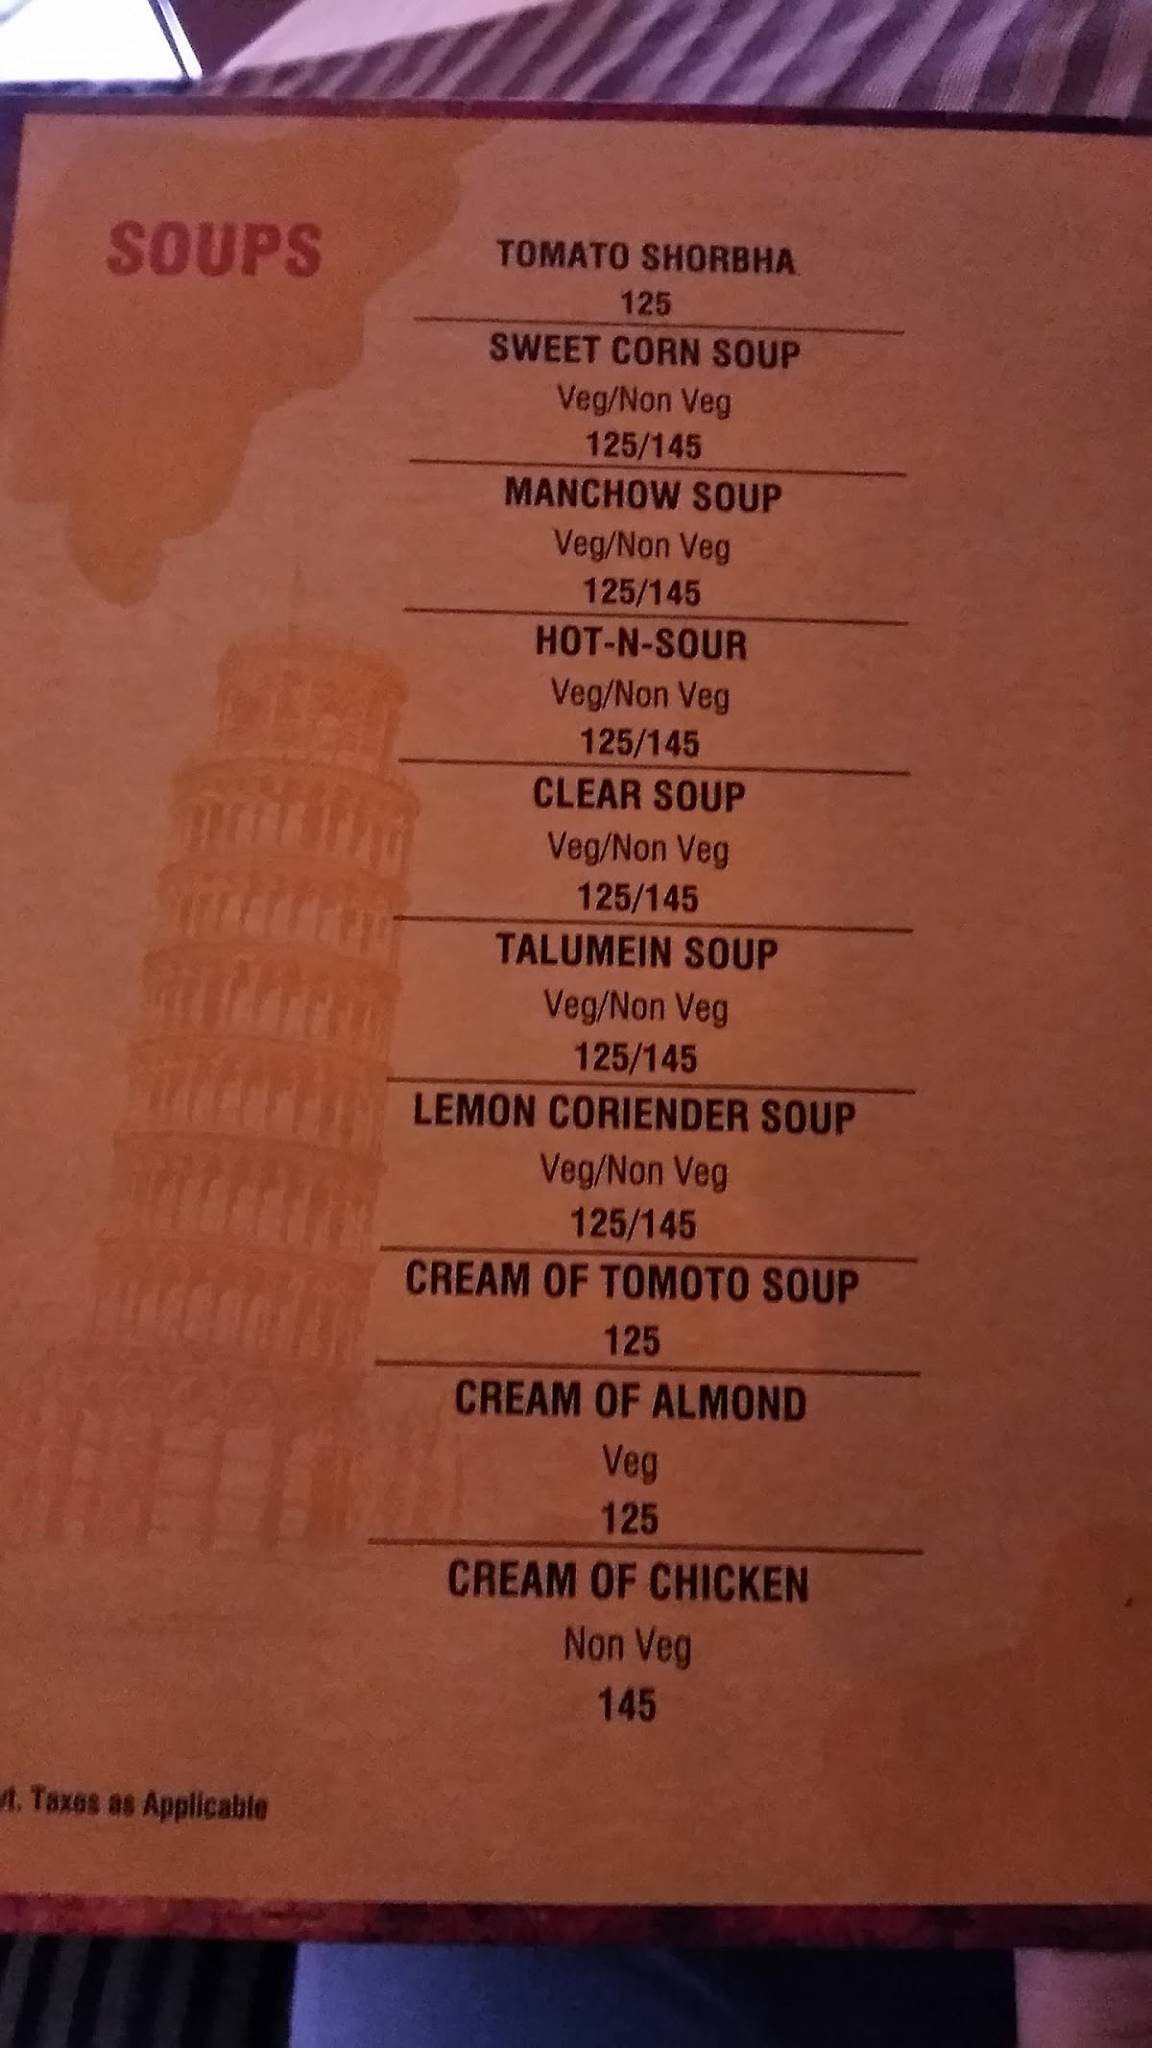 SOUPS
TOMATO SHORBHA
125
SWEET CORN SOUP
Veg/Non Veg
125/145
MANCHOW SOUP
Veg/Non Veg
125/145
HOT-N-SOUR
Veg/Non Veg
125/145
CLEAR SOUP
Veg/Non Veg
125/145
TALUMEIN SOUP
Veg/Non Veg
125/145
LEMON CORIENDER SOUP
Veg/Non Veg
125/145
CREAM OF TOMOTO SOUP
125
CREAM OF ALMOND
Veg
125
CREAM OF CHICKEN
Non Veg
145
Taxes as Applicable